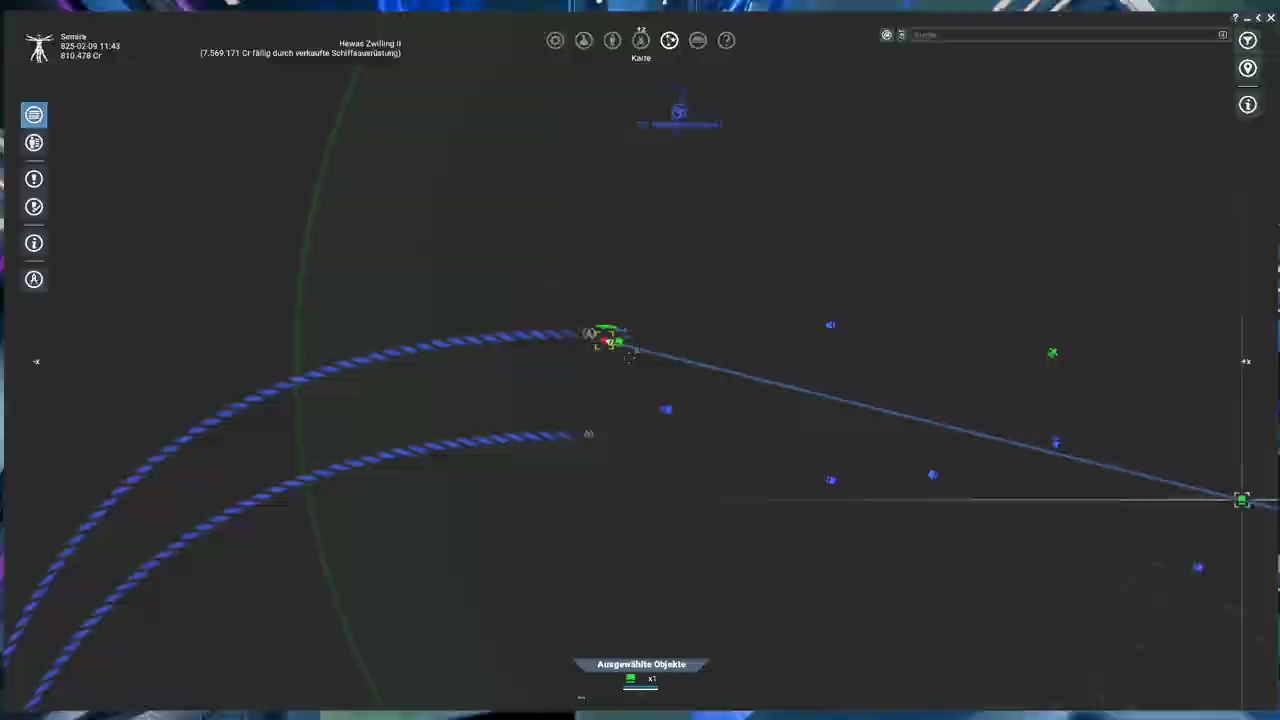 Semire
825-02-09 11:43
810.478 Cr
Hewas Zwilling II
(7.569.171 Cr fällig durch verkaufte Schiffsausrüstung)
Karte
Suche
-x
+x
Ausgewählte Objekte
x1